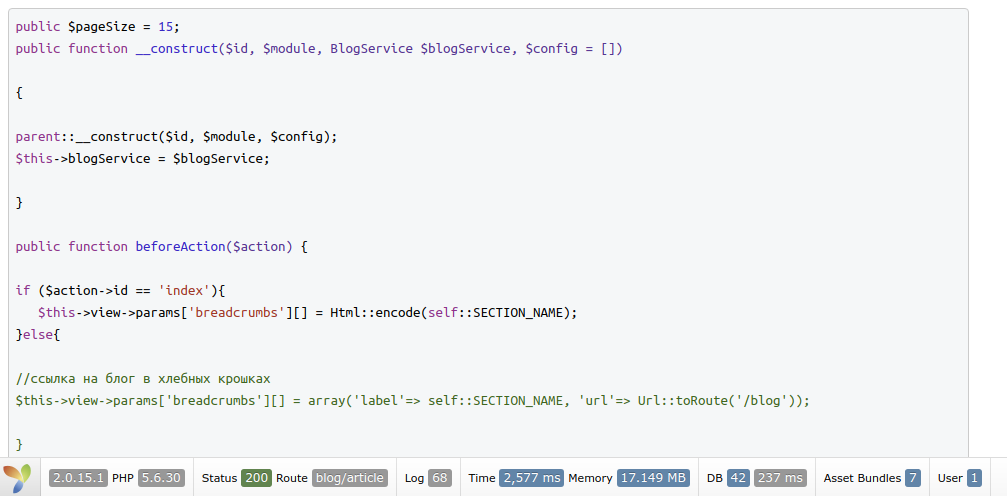 public $pageSize = 15;
public function __construct($id, $module, BlogService $blogService, $config = [])
{
parent::__construct($id, $module, $config);
$this->blogService = $blogService;
}
public function beforeAction($action) {
if ($action->id == 'index'){
$this->view->params['breadcrumbs'][] = Html::encode(self::SECTION_NAME);
}else{
//ссылка на блог в хлебных крошках
$this->view->params['breadcrumbs'][] = array('label'=> self::SECTION_NAME, 'url'=> Url::toRoute('/blog'));
}
2.0.15.1 PHP 5.6.30 Status 200 Route blog/article Log 68 Time 2,577 ms Memory 17.149 MB DB 42 237 ms Asset Bundles 7 User 1